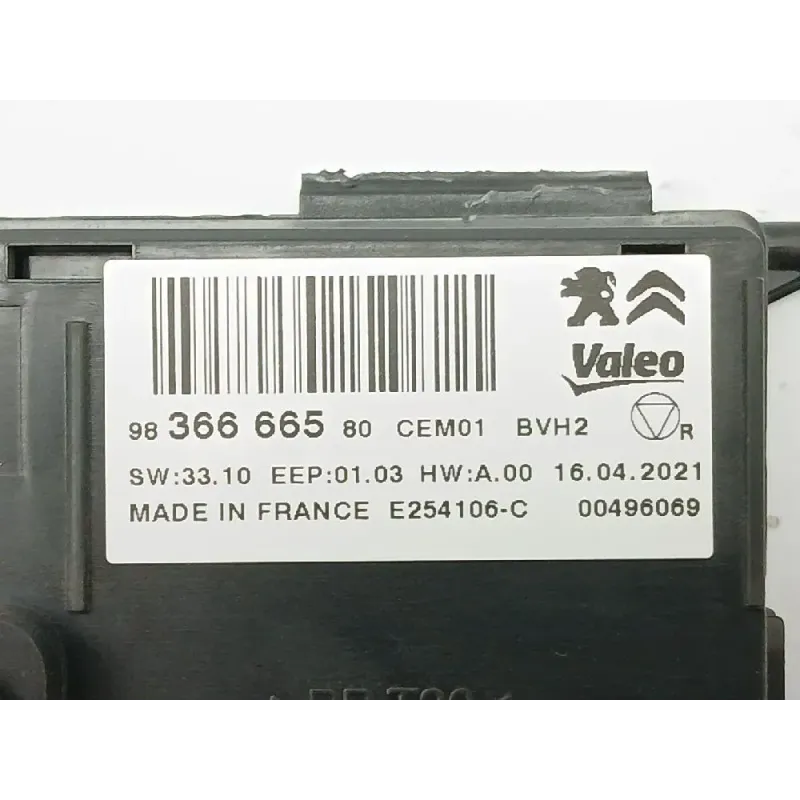 Valeo
98 366 665 80 CEM01 BVH2 R
SW:33.10 EEP:01.03 HW:A.00 16.04.2021
MADE IN FRANCE E254106-C 00496069